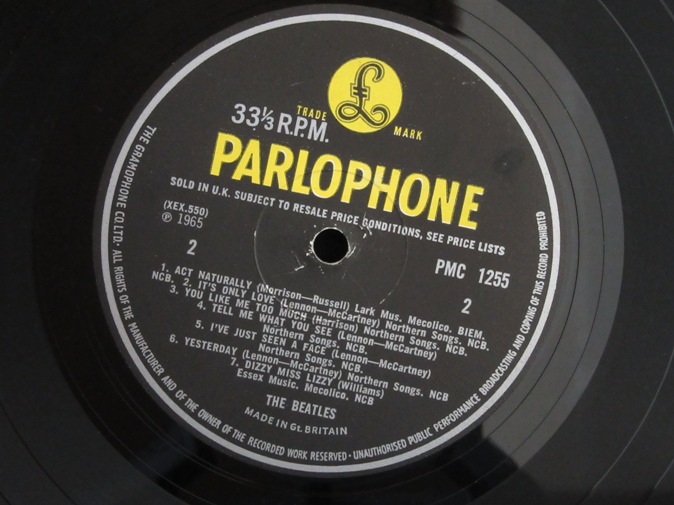 £
TRADE MARK
33⅓ R.P.M.
PARLOPHONE
SOLD IN U.K. SUBJECT TO RESALE PRICE CONDITIONS, SEE PRICE LISTS
(XEX.550)
℗ 1965
PMC 1255
2
2
1. ACT NATURALLY (Morrison—Russell) Lark Mus. Mecolico. BIEM.
NCB. 2. IT'S ONLY LOVE (Lennon—McCartney) Northern Songs. NCB.
3. YOU LIKE ME TOO MUCH (Harrison) Northern Songs. NCB.
4. TELL ME WHAT YOU SEE (Lennon—McCartney)
Northern Songs. NCB.
5. I'VE JUST SEEN A FACE (Lennon—McCartney)
Northern Songs. NCB.
6. YESTERDAY (Lennon—McCartney) Northern Songs. NCB
7. DIZZY MISS LIZZY (Williams)
Essex Music. Mecolico. NCB
THE BEATLES
MADE IN Gt. BRITAIN
THE GRAMOPHONE CO. LTD. · ALL RIGHTS OF THE MANUFACTURER AND OF THE OWNER OF THE RECORDED WORK RESERVED · UNAUTHORISED PUBLIC PERFORMANCE BROADCASTING AND COPYING OF THIS RECORD PROHIBITED